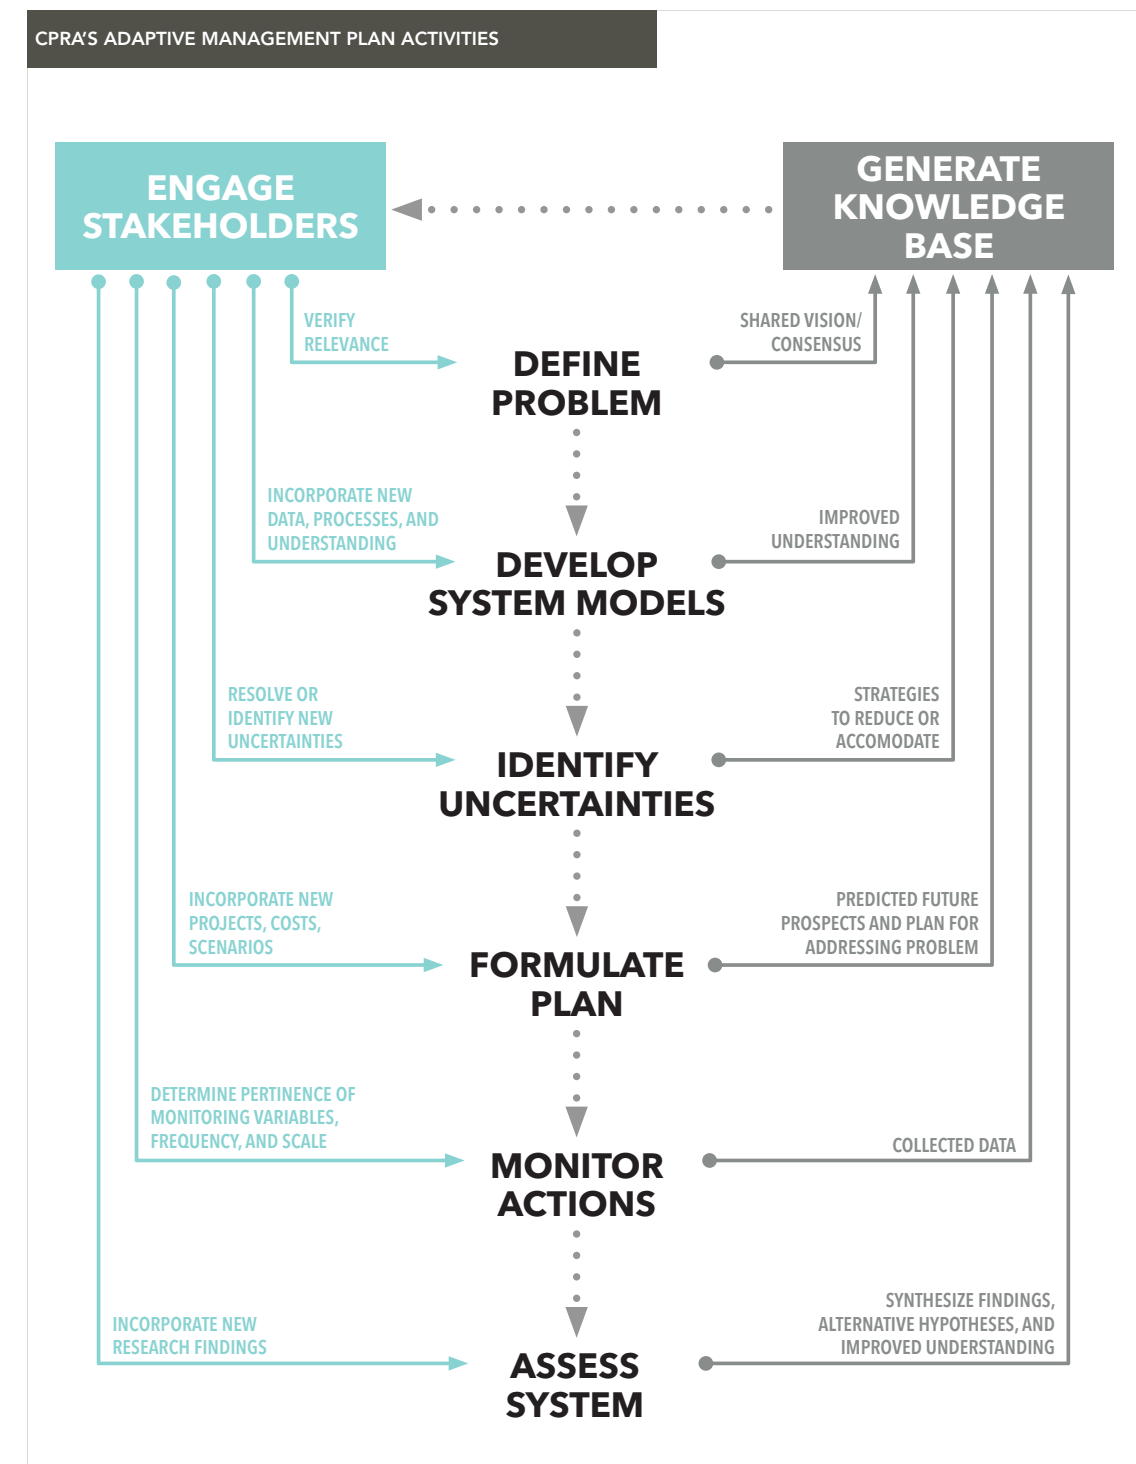 CPRA'S ADAPTIVE MANAGEMENT PLAN ACTIVITIES
ENGAGE
STAKEHOLDERS
GENERATE
KNOWLEDGE
BASE
VERIFY
RELEVANCE
DEFINE
PROBLEM
SHARED VISION/
CONSENSUS
INCORPORATE NEW
DATA, PROCESSES, AND
UNDERSTANDING
DEVELOP
SYSTEM MODELS
IMPROVED
UNDERSTANDING
RESOLVE OR
IDENTIFY NEW
UNCERTAINTIES
IDENTIFY
UNCERTAINTIES
STRATEGIES
TO REDUCE OR
ACCOMODATE
INCORPORATE NEW
PROJECTS, COSTS,
SCENARIOS
FORMULATE
PLAN
PREDICTED FUTURE
PROSPECTS AND PLAN FOR
ADDRESSING PROBLEM
DETERMINE PERTINENCE OF
MONITORING VARIABLES,
FREQUENCY, AND SCALE
MONITOR
ACTIONS
COLLECTED DATA
INCORPORATE NEW
RESEARCH FINDINGS
ASSESS
SYSTEM
SYNTHESIZE FINDINGS,
ALTERNATIVE HYPOTHESES, AND
IMPROVED UNDERSTANDING